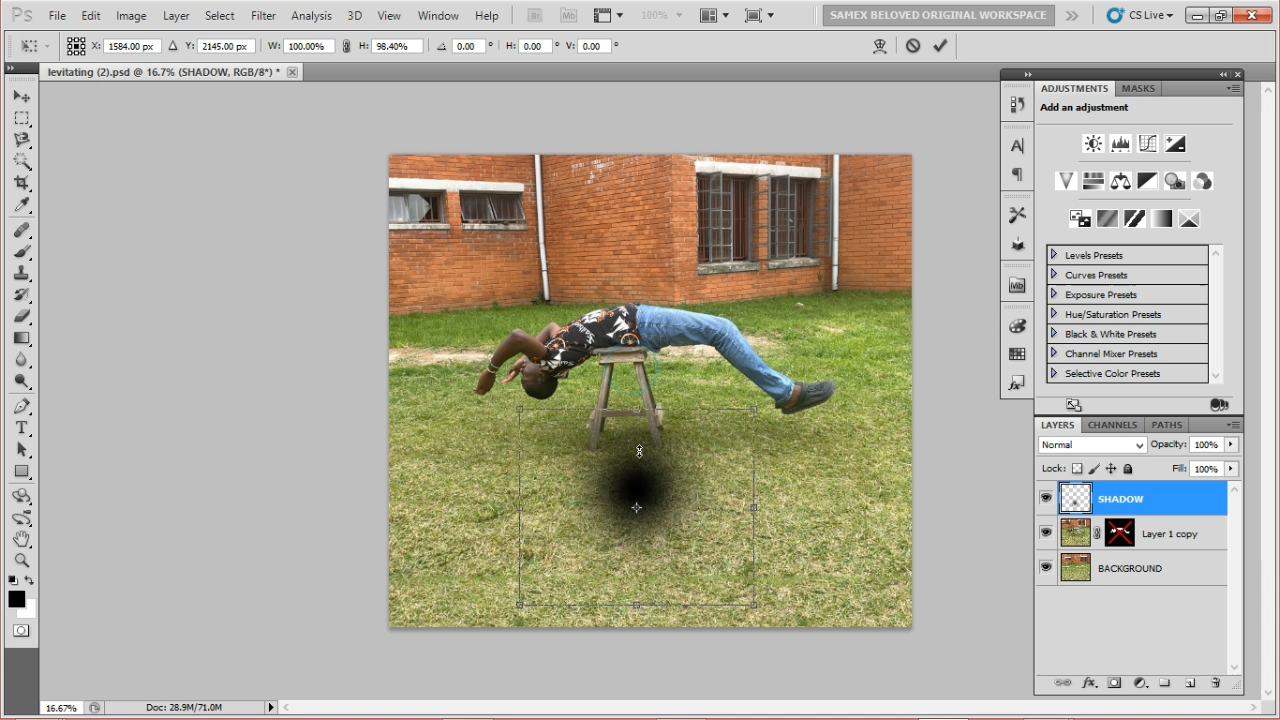 Ps File Edit Image Layer Select Filter Analysis 3D View Window Help Br Mb 100% SAMEX BELOVED ORIGINAL WORKSPACE CS Live
X: 1584.00 px Y: 2145.00 px W: 100.00% H: 98.40% 0.00 ° H: 0.00 ° V: 0.00 °
levitating (2).psd @ 16.7% (SHADOW, RGB/8*) *
ADJUSTMENTS MASKS
Add an adjustment
Levels Presets
Curves Presets
Exposure Presets
Hue/Saturation Presets
Black & White Presets
Channel Mixer Presets
Selective Color Presets
Mb
LAYERS CHANNELS PATHS
Normal Opacity: 100%
Lock: Fill: 100%
SHADOW
Layer 1 copy
BACKGROUND
16.67% Doc: 28.9M/71.0M